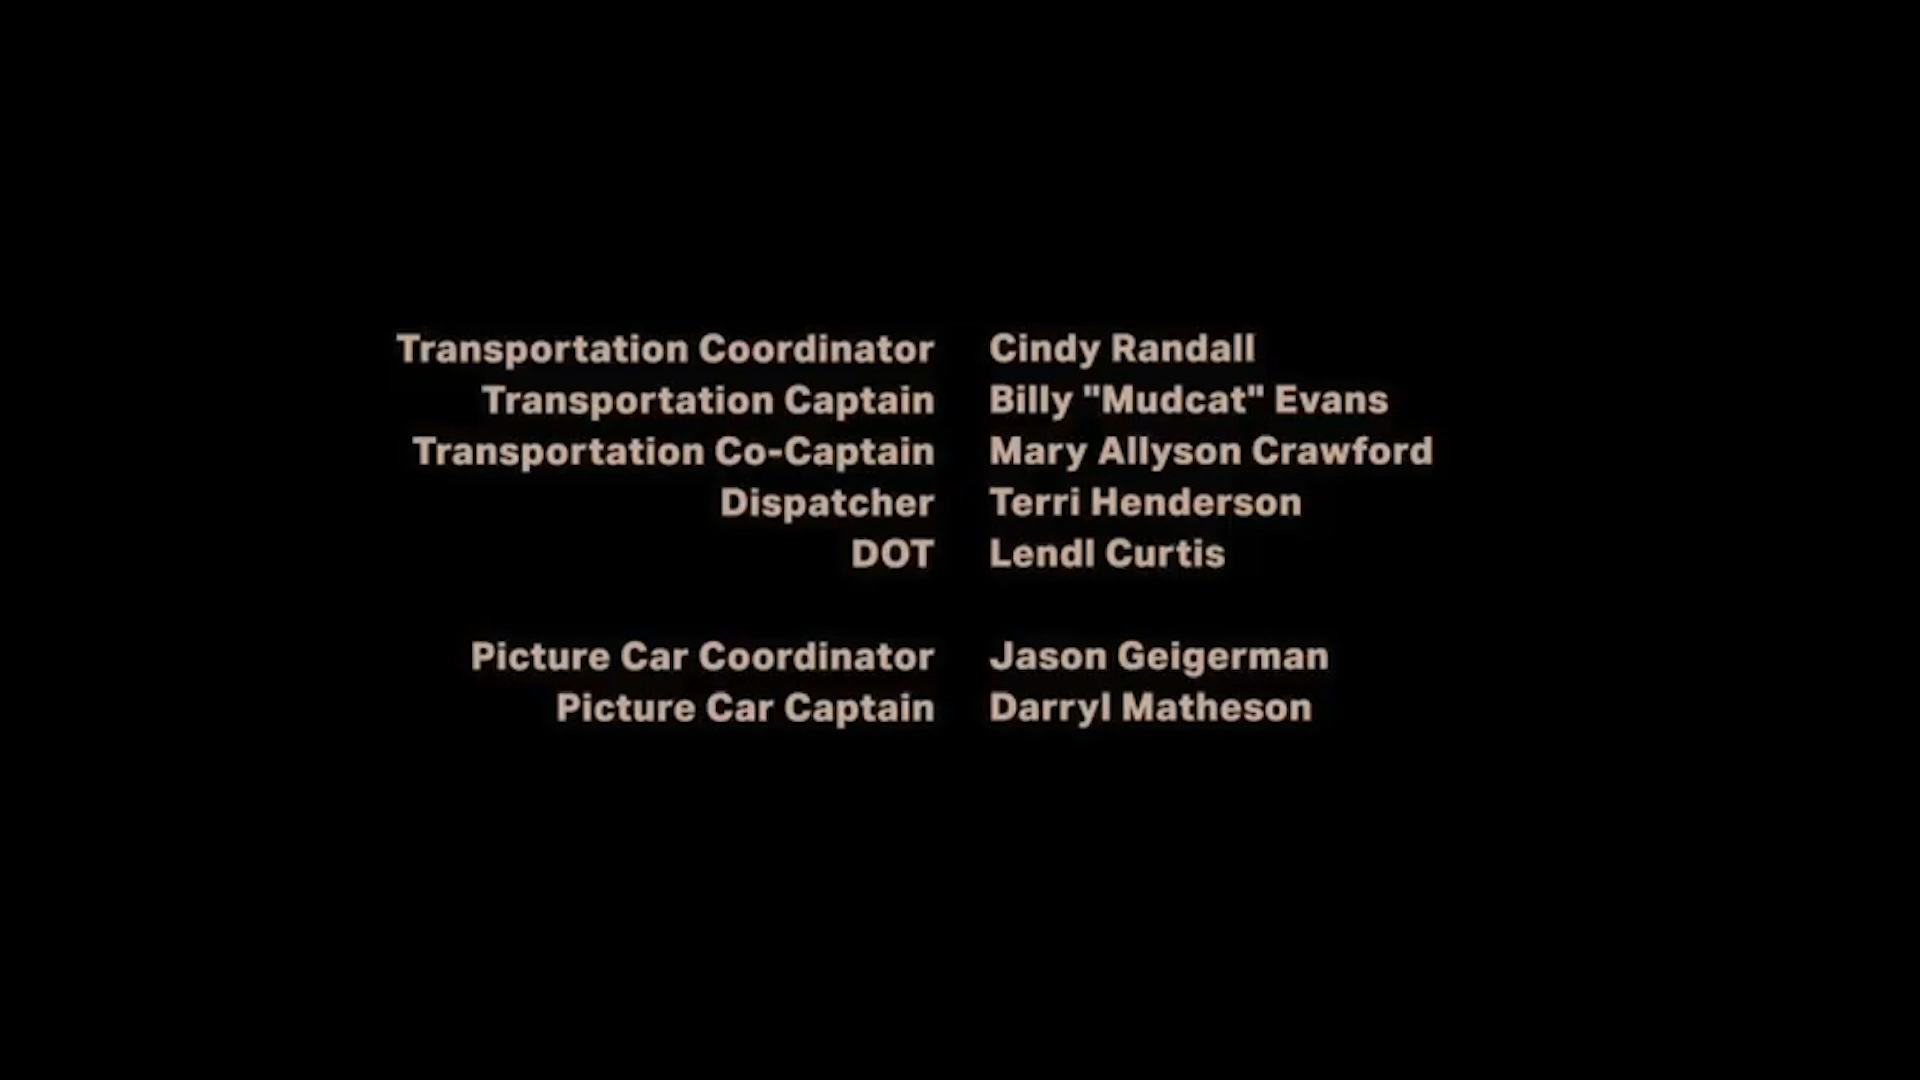 Transportation Coordinator Cindy Randall
Transportation Captain Billy "Mudcat" Evans
Transportation Co-Captain Mary Allyson Crawford
Dispatcher Terri Henderson
DOT Lendl Curtis
Picture Car Coordinator Jason Geigerman
Picture Car Captain Darryl Matheson